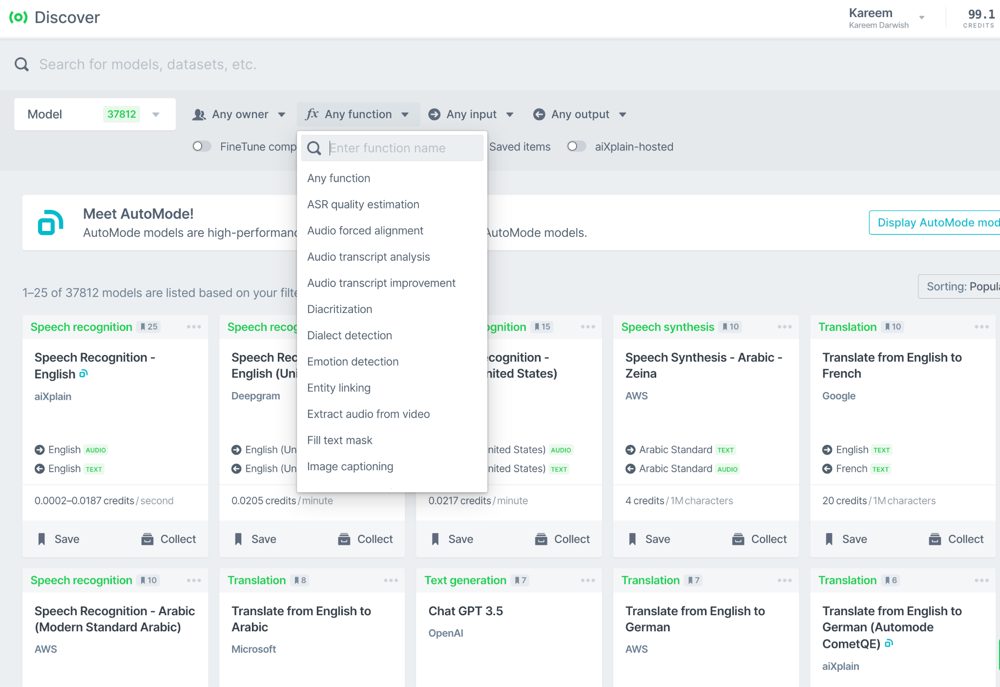 Discover
Kareem
Kareem Darwish
99.1
CREDITS
Search for models, datasets, etc.
Model 37812
Any owner
fx Any function
Any input
Any output
FineTune comp
Saved items
aiXplain-hosted
Enter function name
Any function
ASR quality estimation
Audio forced alignment
Audio transcript analysis
Audio transcript improvement
Diacritization
Dialect detection
Emotion detection
Entity linking
Extract audio from video
Fill text mask
Image captioning
Meet AutoMode!
AutoMode models are high-performanc
AutoMode models.
Display AutoMode mod
1–25 of 37812 models are listed based on your filte
Sorting: Popula
Speech recognition 25
Speech Recognition -
English
aiXplain
English AUDIO
English TEXT
0.0002–0.0187 credits / second
Save Collect
Speech recog
Speech Rec
English (Uni
Deepgram
English (Un
English (Un
0.0205 credits / minute
Save Collect
ognition 15
cognition -
nited States)
nited States) AUDIO
nited States) TEXT
0.0217 credits / minute
Save Collect
Speech synthesis 10
Speech Synthesis - Arabic -
Zeina
AWS
Arabic Standard TEXT
Arabic Standard AUDIO
4 credits / 1M characters
Save Collect
Translation 10
Translate from English to
French
Google
English TEXT
French TEXT
20 credits / 1M characters
Save Collect
Speech recognition 10
Speech Recognition - Arabic
(Modern Standard Arabic)
AWS
Translation 8
Translate from English to
Arabic
Microsoft
Text generation 7
Chat GPT 3.5
OpenAI
Translation 7
Translate from English to
German
AWS
Translation 6
Translate from English to
German (Automode
CometQE)
aiXplain